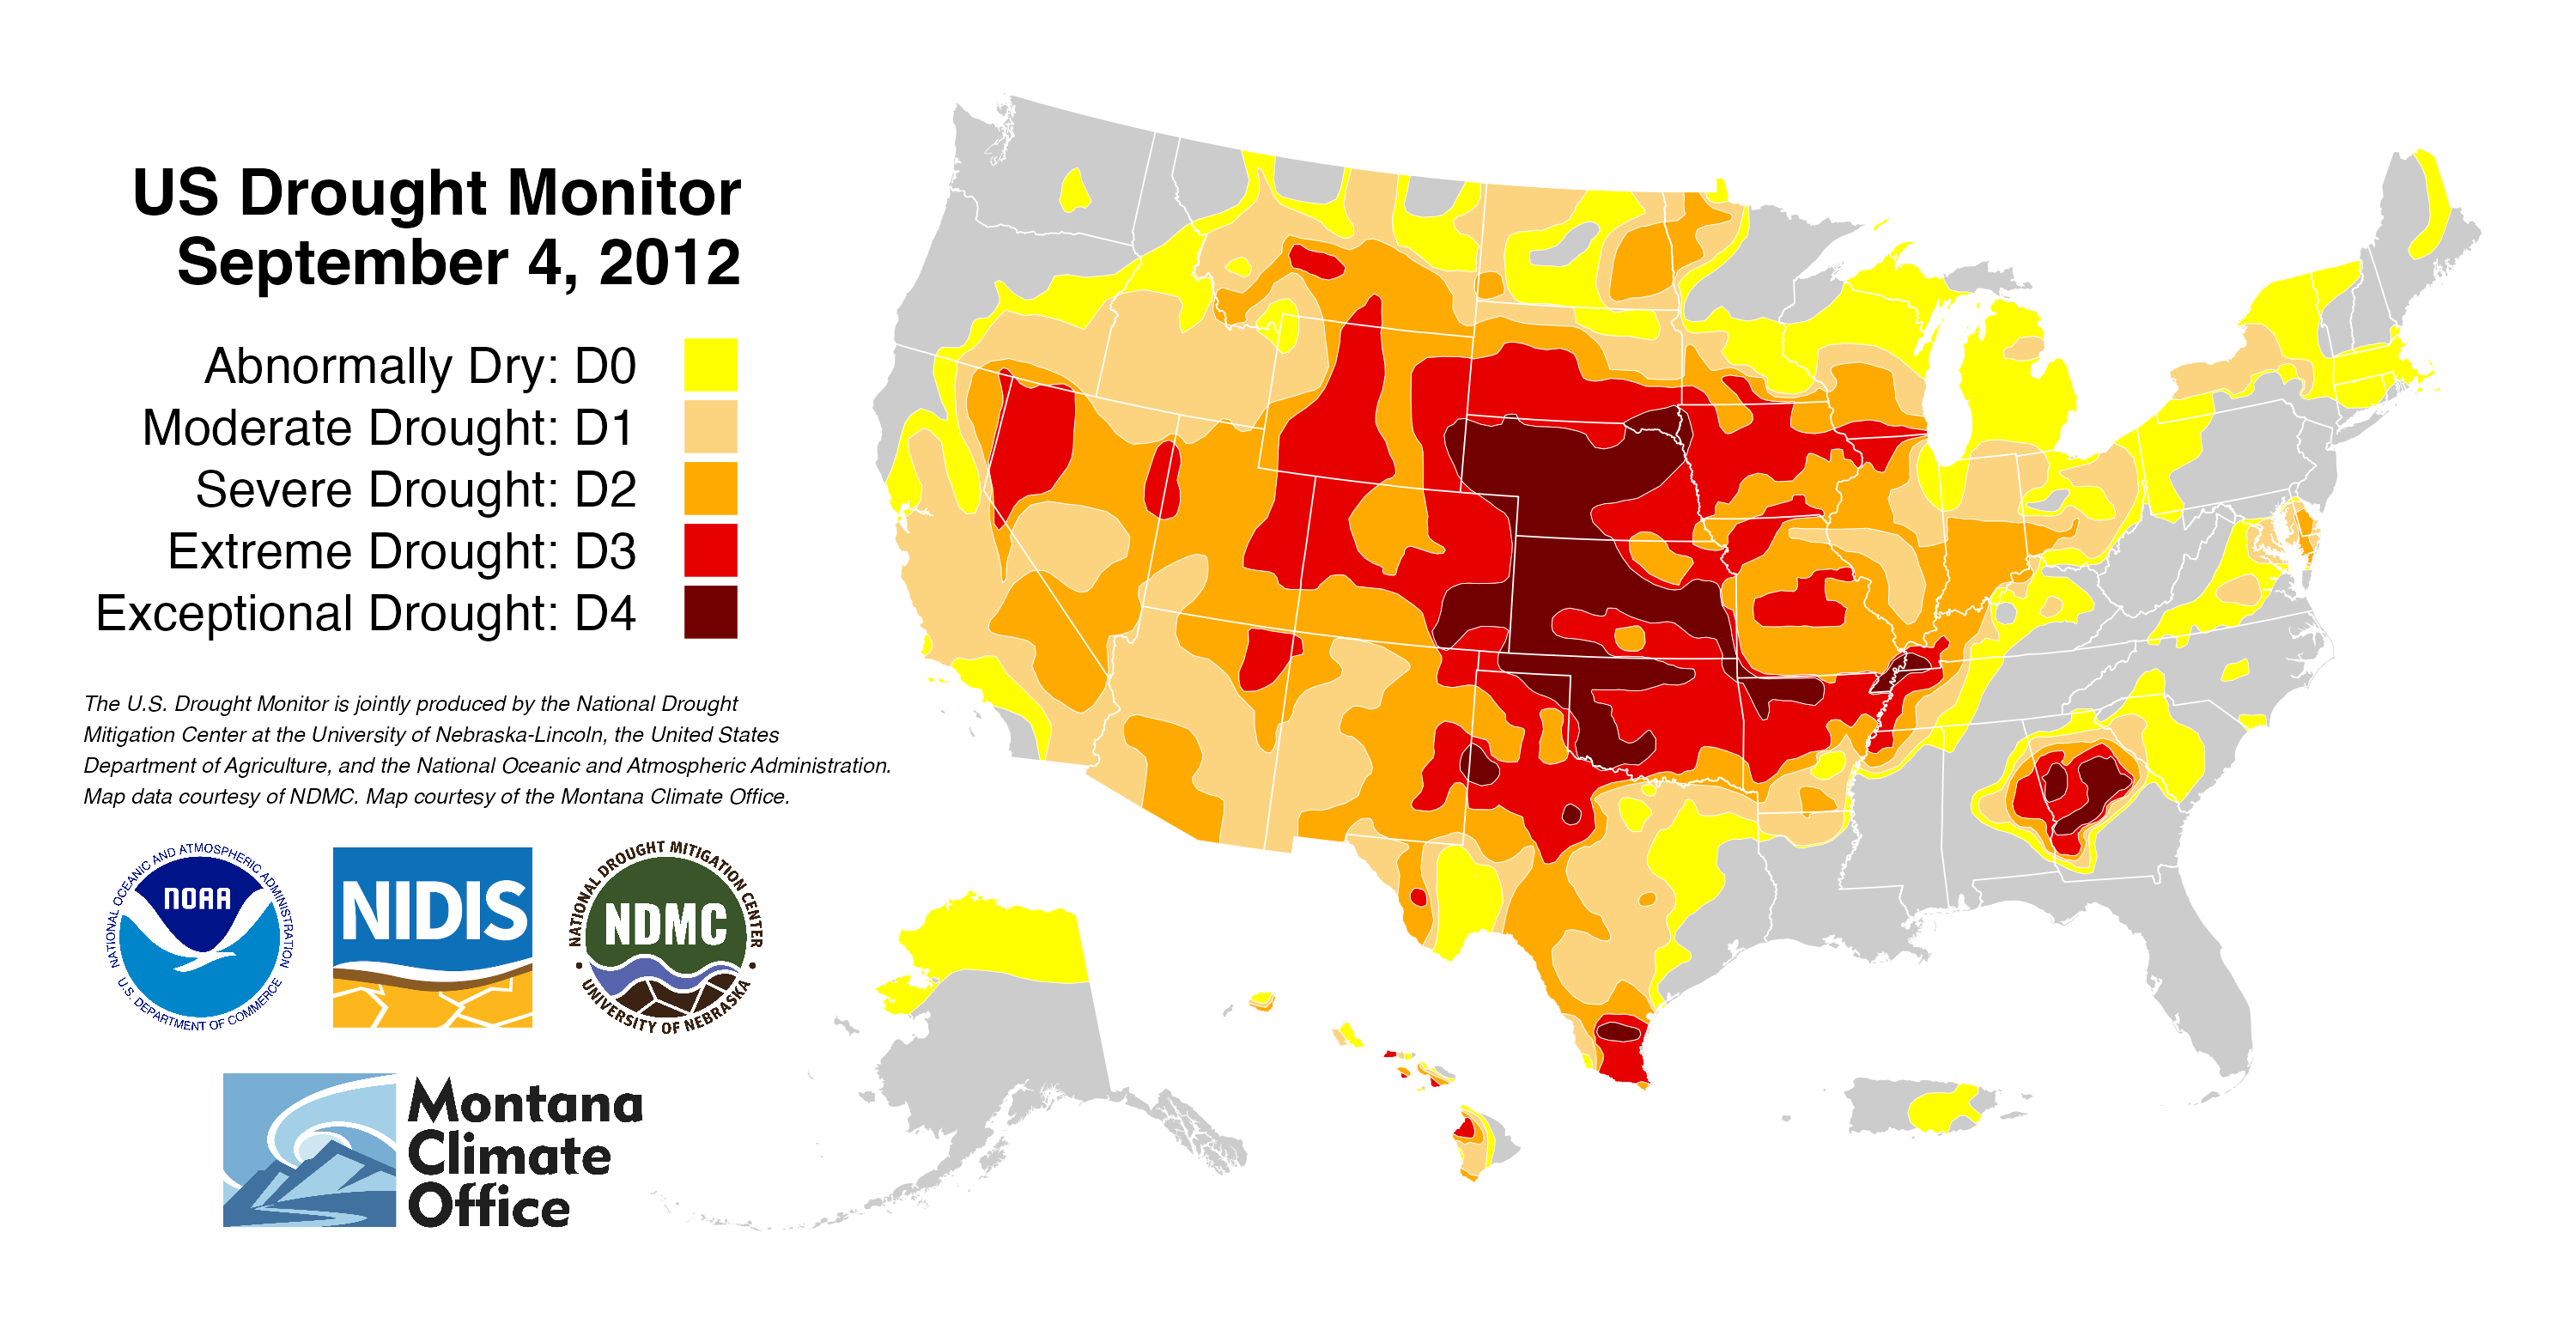 US Drought Monitor
September 4, 2012
Abnormally Dry: D0
Moderate Drought: D1
Severe Drought: D2
Extreme Drought: D3
Exceptional Drought: D4
The U.S. Drought Monitor is jointly produced by the National Drought
Mitigation Center at the University of Nebraska-Lincoln, the United States
Department of Agriculture, and the National Oceanic and Atmospheric Administration.
Map data courtesy of NDMC. Map courtesy of the Montana Climate Office.
NATIONAL OCEANIC AND ATMOSPHERIC ADMINISTRATION
NOAA
U.S. DEPARTMENT OF COMMERCE
NIDIS
NATIONAL DROUGHT MITIGATION CENTER
NDMC
UNIVERSITY OF NEBRASKA
Montana
Climate
Office